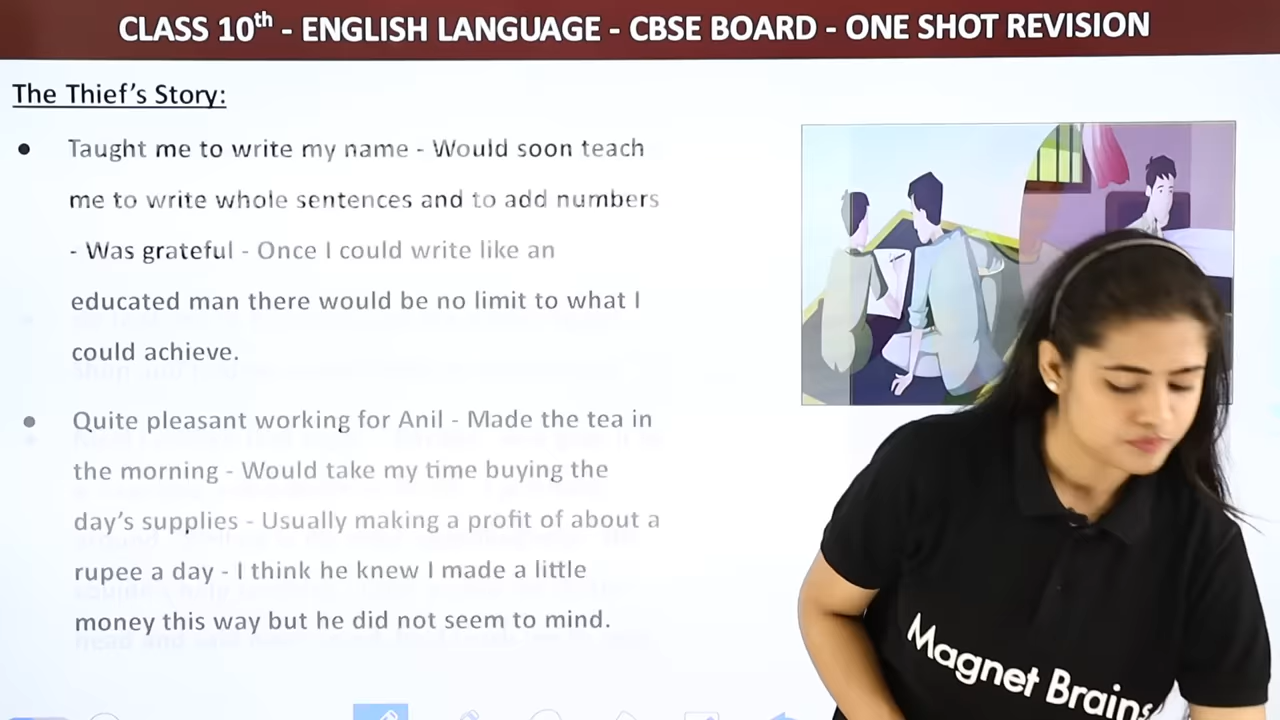 CLASS 10th - ENGLISH LANGUAGE - CBSE BOARD - ONE SHOT REVISION
The Thief's Story:
● Taught me to write my name - Would soon teach
me to write whole sentences and to add numbers
- Was grateful - Once I could write like an
educated man there would be no limit to what I
could achieve.
● Quite pleasant working for Anil - Made the tea in
the morning - Would take my time buying the
day's supplies - Usually making a profit of about a
rupee a day - I think he knew I made a little
money this way but he did not seem to mind.
Magnet Brains